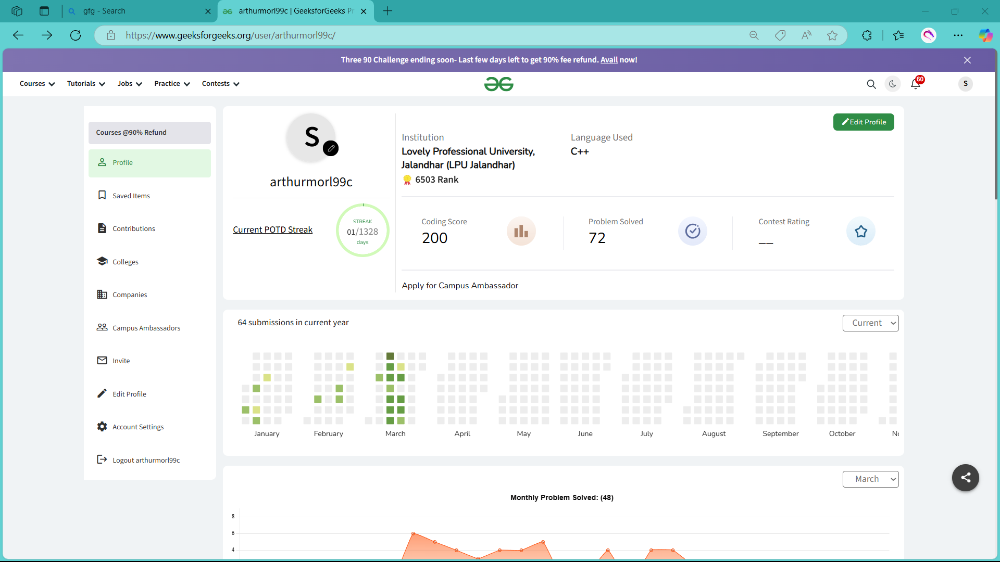 gfg - Search
arthurmorl99c | GeeksforGeeks Pr
https://www.geeksforgeeks.org/user/arthurmorl99c/
Three 90 Challenge ending soon- Last few days left to get 90% fee refund. Avail now!
Courses
Tutorials
Jobs
Practice
Contests
60
S
Courses @90% Refund
Profile
Saved Items
Contributions
Colleges
Companies
Campus Ambassadors
Invite
Edit Profile
Account Settings
Logout arthurmorl99c
S
arthurmorl99c
Current POTD Streak
STREAK
01/1328
days
Edit Profile
Institution
Lovely Professional University,
Jalandhar (LPU Jalandhar)
6503 Rank
Language Used
C++
Coding Score
200
Problem Solved
72
Contest Rating
__
Apply for Campus Ambassador
64 submissions in current year
Current
January
February
March
April
May
June
July
August
September
October
March
Monthly Problem Solved: (48)
8
6
4